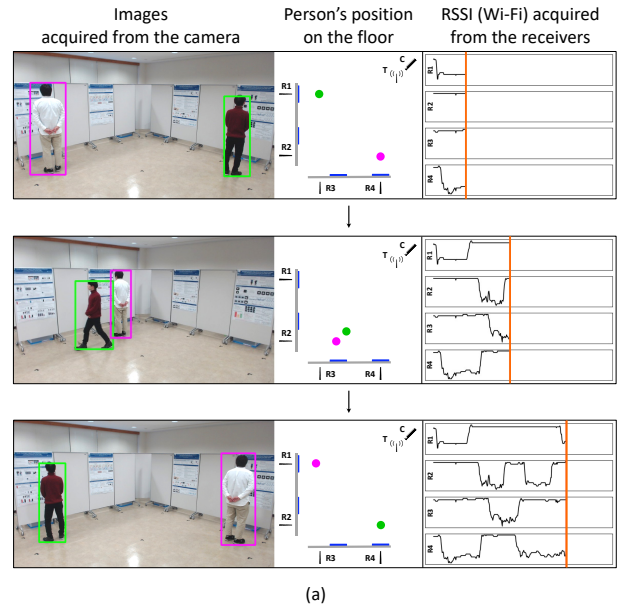 Images
acquired from the camera
Person's position
on the floor
RSSI (Wi-Fi) acquired
from the receivers
R1
R2
R3 R4
T C
R1
R2
R3
R4
R1
R2
R3 R4
T C
R1
R2
R3
R4
R1
R2
R3 R4
T C
R1
R2
R3
R4
(a)